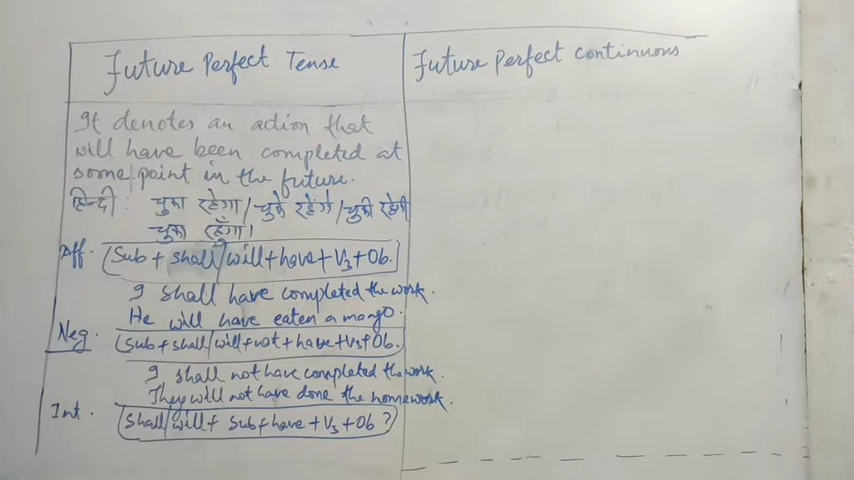 Future Perfect Tense
Future Perfect continuous
It denotes an action that
will have been completed at
some point in the future.
हिन्दी : चुका रहेगा/चुके रहेंगे/चुकी रहेगी
चुका रहूँगा।
Aff. Sub + shall/will + have + V3 + Ob.
I shall have completed the work.
He will have eaten a mango.
Neg. Sub + shall/will + not + have + V3 + Ob.
I shall not have completed the work.
They will not have done the homework.
Int. Shall/will + Sub + have + V3 + Ob ?